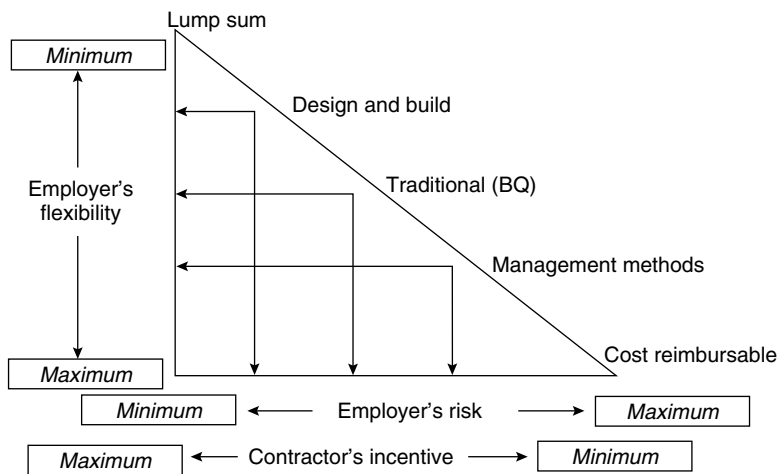 Lump sum
Minimum
Design and build
Employer's
flexibility
Traditional (BQ)
Management methods
Cost reimbursable
Maximum
Minimum Employer's risk Maximum
Maximum Contractor's incentive Minimum